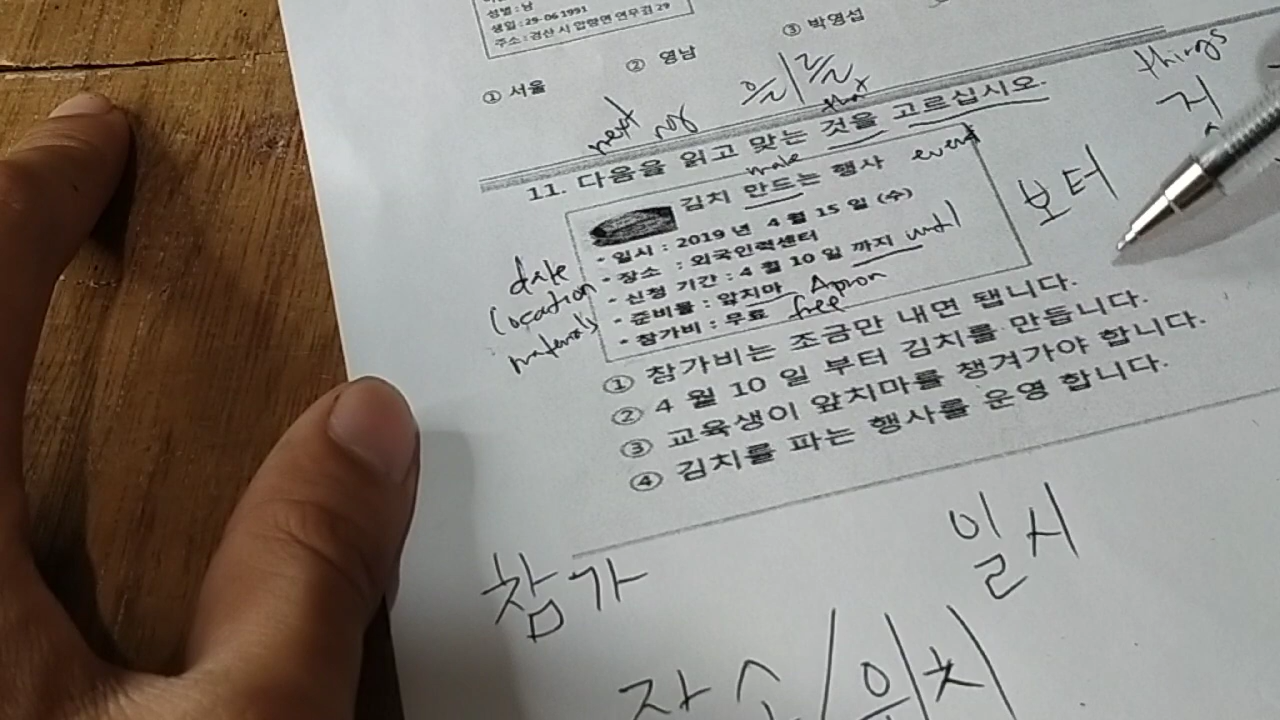 성별 : 남
생일 : 29-06 1991
주소 : 경산 시 압량면 연무길 29
① 서울
② 영남
③ 박영섭
next
을/를
things
것
11. 다음을 읽고 맞는 것을 고르십시오.
make
event
김치 만드는 행사
- 일시 : 2019 년 4 월 15 일 (수)
date
- 장소 : 외국인력센터
location
- 신청 기간 : 4 월 10 일 까지 until
- 준비물 : 앞치마 Apron
materials
- 참가비 : 무료 free
보터
① 참가비는 조금만 내면 됩니다.
② 4 월 10 일 부터 김치를 만듭니다.
③ 교육생이 앞치마를 챙겨가야 합니다.
④ 김치를 파는 행사를 운영 합니다.
참가
일시
장소/위치